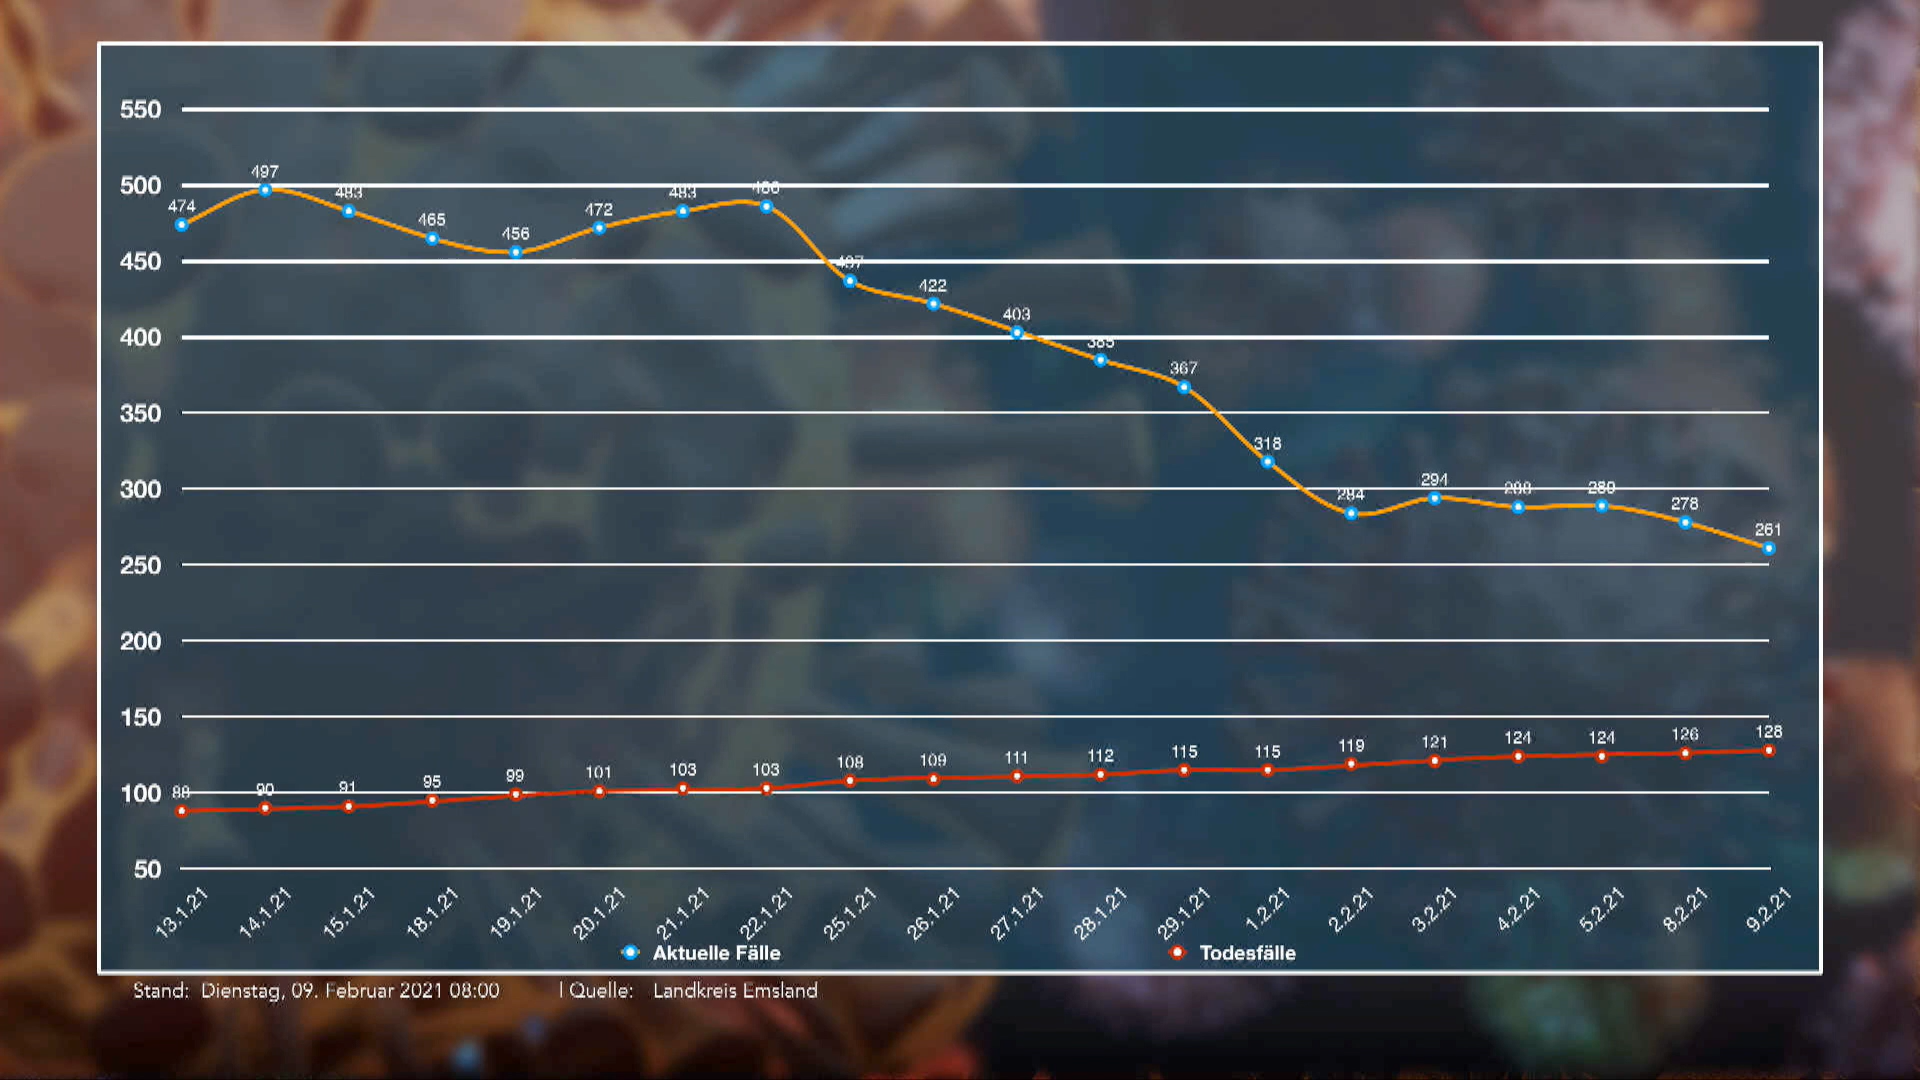 550
500
450
400
350
300
250
200
150
100
50
474 497 483 465 456 472 483 486 437 422 403 385 367 318 284 294 288 289 278 261
88 90 91 95 99 101 103 103 108 109 111 112 115 115 119 121 124 124 126 128
13.1.21 14.1.21 15.1.21 18.1.21 19.1.21 20.1.21 21.1.21 22.1.21 25.1.21 26.1.21 27.1.21 28.1.21 29.1.21 1.2.21 2.2.21 3.2.21 4.2.21 5.2.21 8.2.21 9.2.21
Aktuelle Fälle Todesfälle
Stand: Dienstag, 09. Februar 2021 08:00 | Quelle: Landkreis Emsland